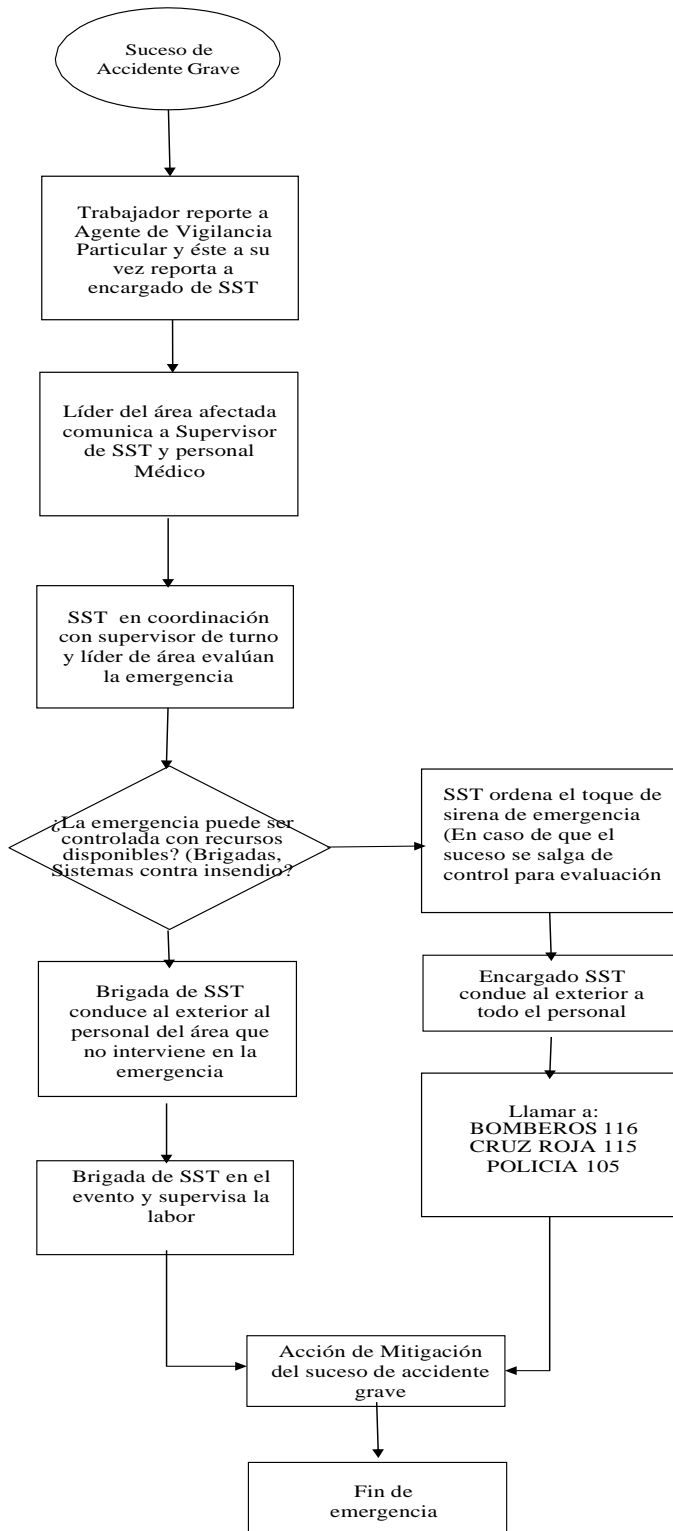 Suceso de
Accidente Grave
Trabajador reporte a
Agente de Vigilancia
Particular y éste a su
vez reporta a
encargado de SST
Líder del área afectada
comunica a Supervisor
de SST y personal
Médico
SST en coordinación
con supervisor de turno
y líder de área evalúan
la emergencia
¿La emergencia puede ser
controlada con recursos
disponibles? (Brigadas,
Sistemas contra insendio?
SST ordena el toque de
sirena de emergencia
(En caso de que el
suceso se salga de
control para evaluación
Brigada de SST
conduce al exterior al
personal del área que
no interviene en la
emergencia
Encargado SST
condue al exterior a
todo el personal
Llamar a:
BOMBEROS 116
CRUZ ROJA 115
POLICIA 105
Brigada de SST en el
evento y supervisa la
labor
Acción de Mitigación
del suceso de accidente
grave
Fin de
emergencia